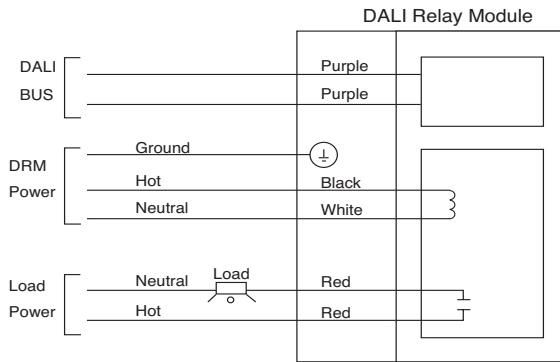 DALI Relay Module
DALI
BUS
Purple
Purple
DRM
Power
Ground
Hot
Black
Neutral
White
Load
Power
Neutral
Load
Red
Hot
Red